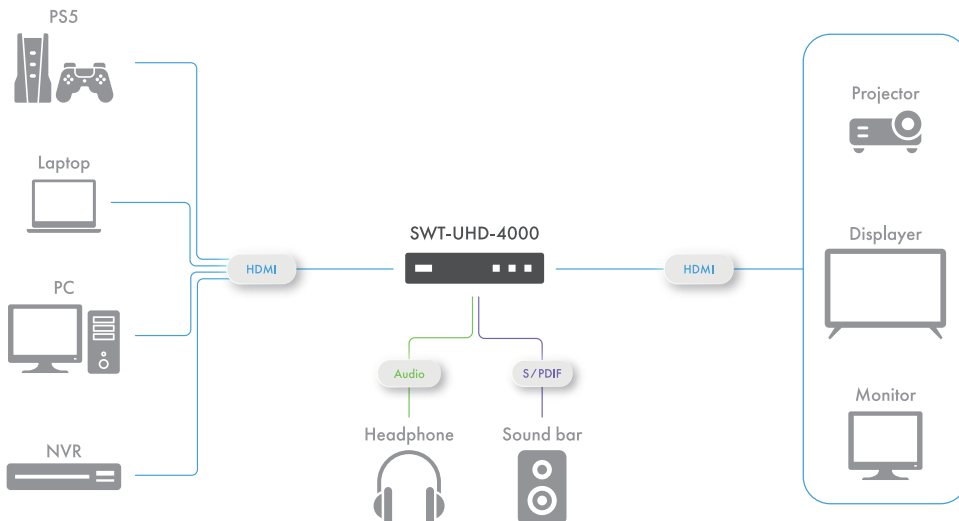 PS5
Laptop
PC
NVR
HDMI
SWT-UHD-4000
Audio
S/PDIF
Headphone
Sound bar
HDMI
Projector
Displayer
Monitor